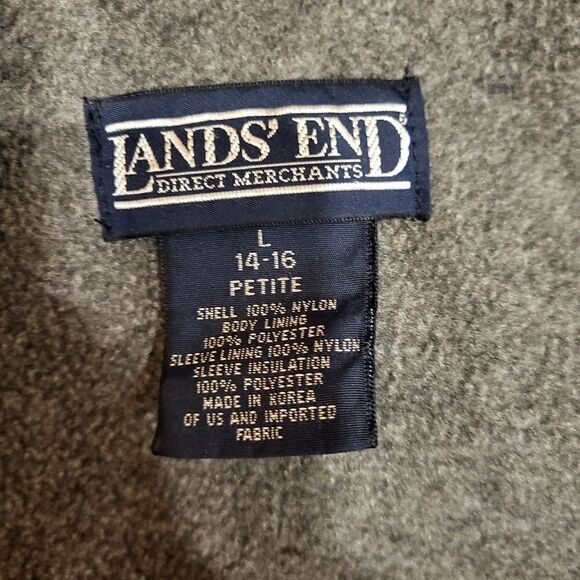 LANDS' END
DIRECT MERCHANTS
L
14-16
PETITE
SHELL 100% NYLON
BODY LINING
100% POLYESTER
SLEEVE LINING 100% NYLON
SLEEVE INSULATION
100% POLYESTER
MADE IN KOREA
OF US AND IMPORTED
FABRIC